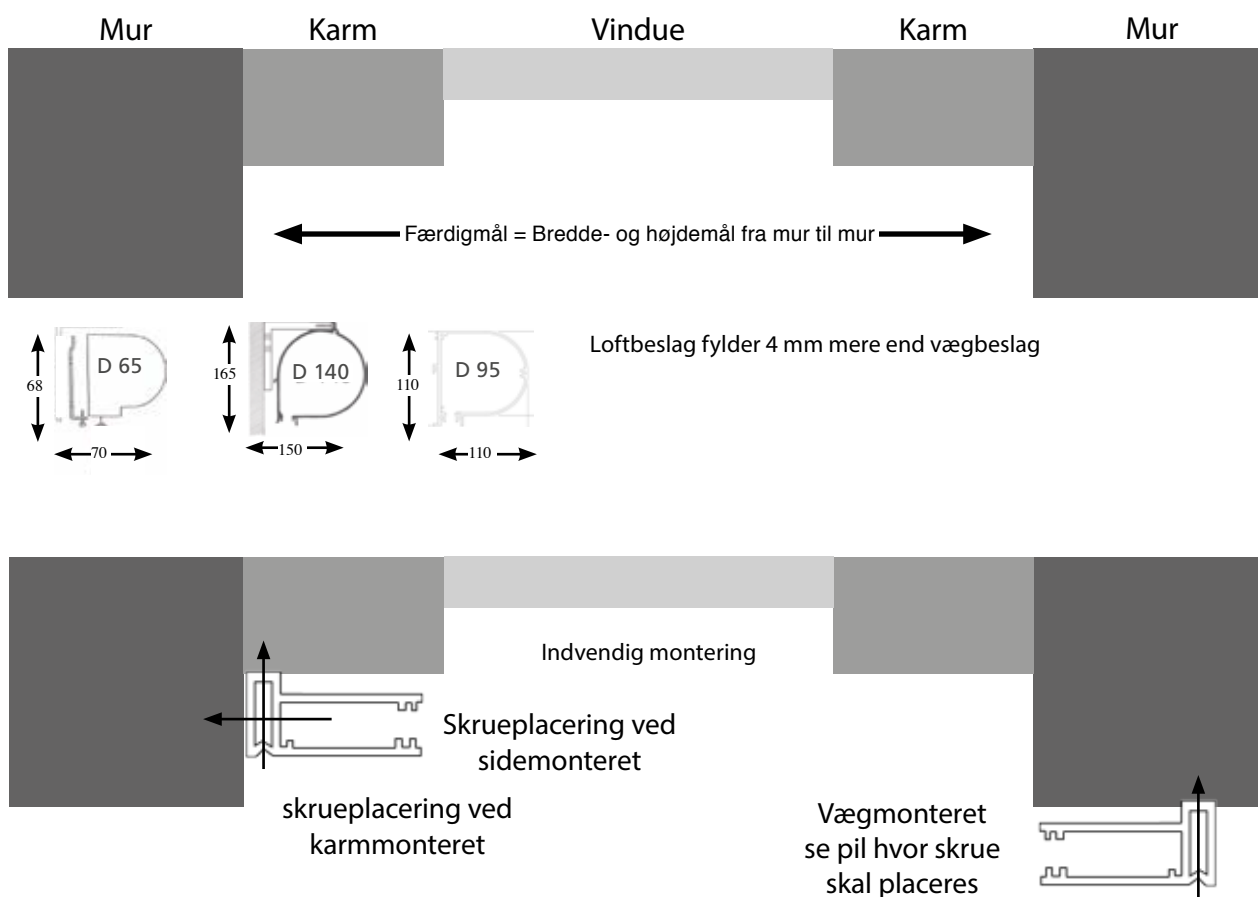 Mur Karm Vindue Karm Mur
Færdigmål = Bredde- og højdemål fra mur til mur
Loftbeslag fylder 4 mm mere end vægbeslag
D 65
68
70
D 140
165
150
D 95
110
110
Indvendig montering
Skrueplacering ved
sidemonteret
skrueplacering ved
karmmonteret
Vægmonteret
se pil hvor skrue
skal placeres